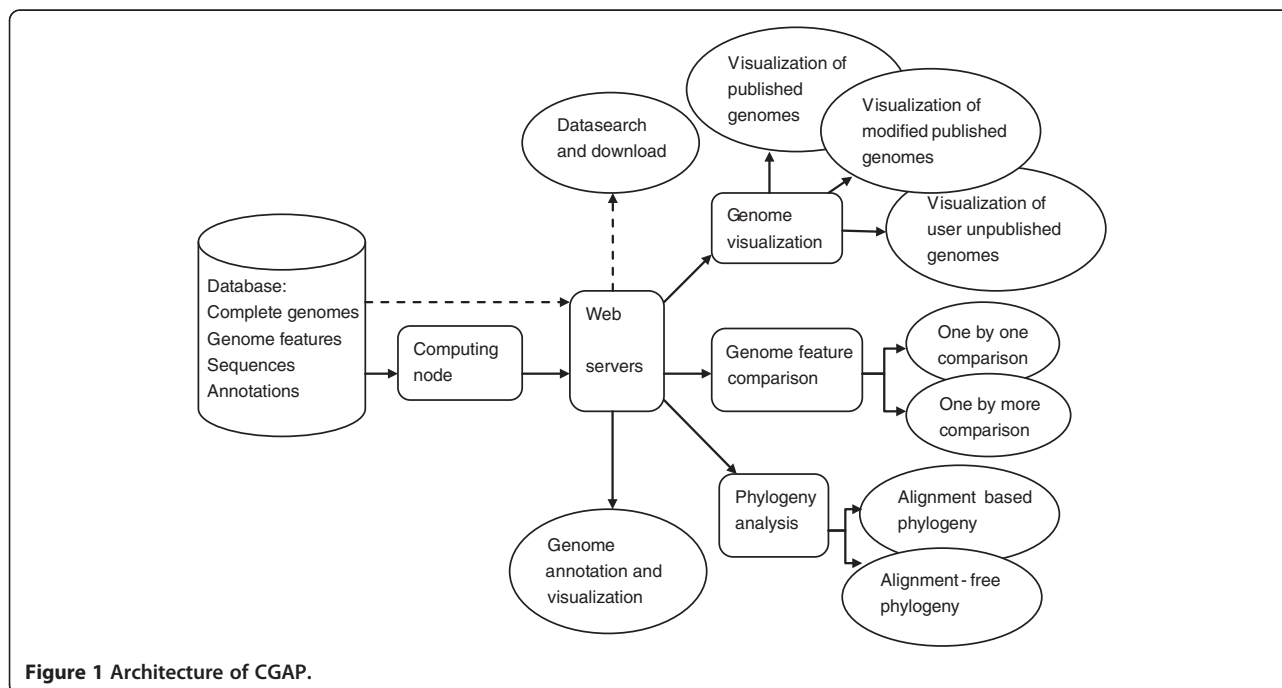 Visualization of
published
genomes
Visualization of
modified published
genomes
Datasearch
and download
Genome
visualization
Visualization of
user unpublished
genomes
Database:
Complete genomes
Genome features
Sequences
Annotations
Computing
node
Web
servers
Genome feature
comparison
One by one
comparison
One by more
comparison
Phylogeny
analysis
Alignment based
phylogeny
Alignment-free
phylogeny
Genome
annotation and
visualization
Figure 1 Architecture of CGAP.